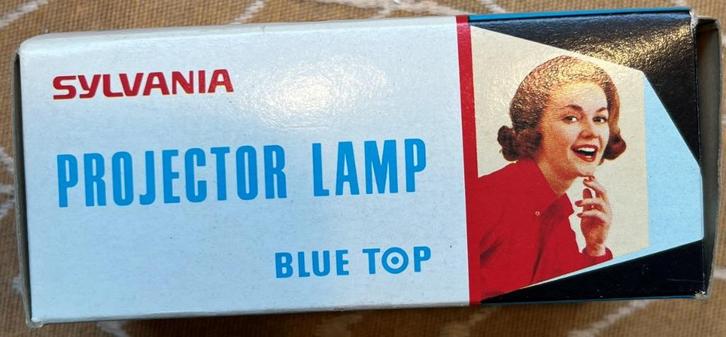 SYLVANIA
PROJECTOR LAMP
BLUE TOP